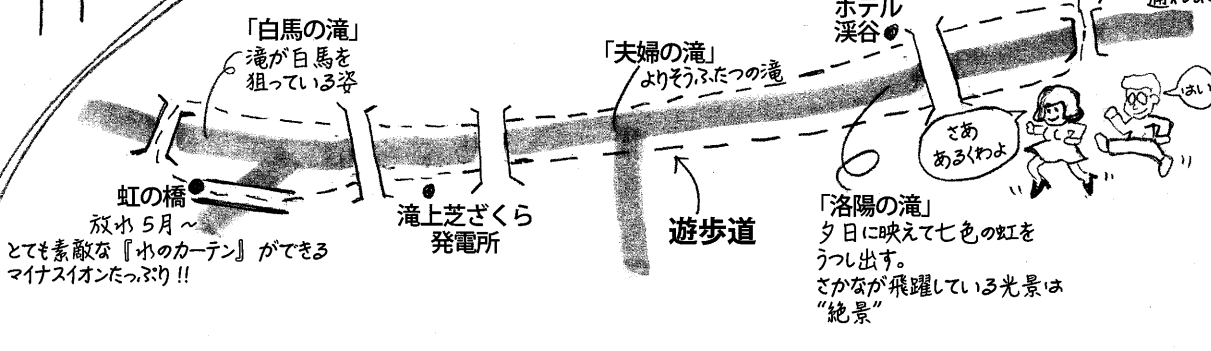 「白馬の滝」
滝が白馬を
狙っている姿
「夫婦の滝」
よりそうふたつの滝
ホテル
渓谷
さあ
あるくわよ
はい
虹の橋
放水5月～
とても素敵な『水のカーテン』ができる
マイナスイオンたっぷり!!
滝上芝ざくら
発電所
遊歩道
「洛陽の滝」
夕日に映えて七色の虹を
うつし出す。
さかなが飛躍している光景は
“絶景”